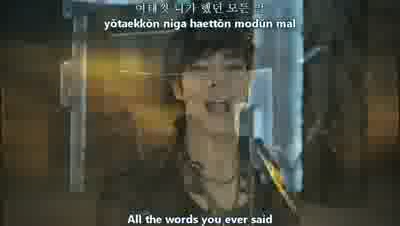 여태껏 니가 했던 모든 말
yŏtaekkŏn niga haettŏn modŭn mal
All the words you ever said